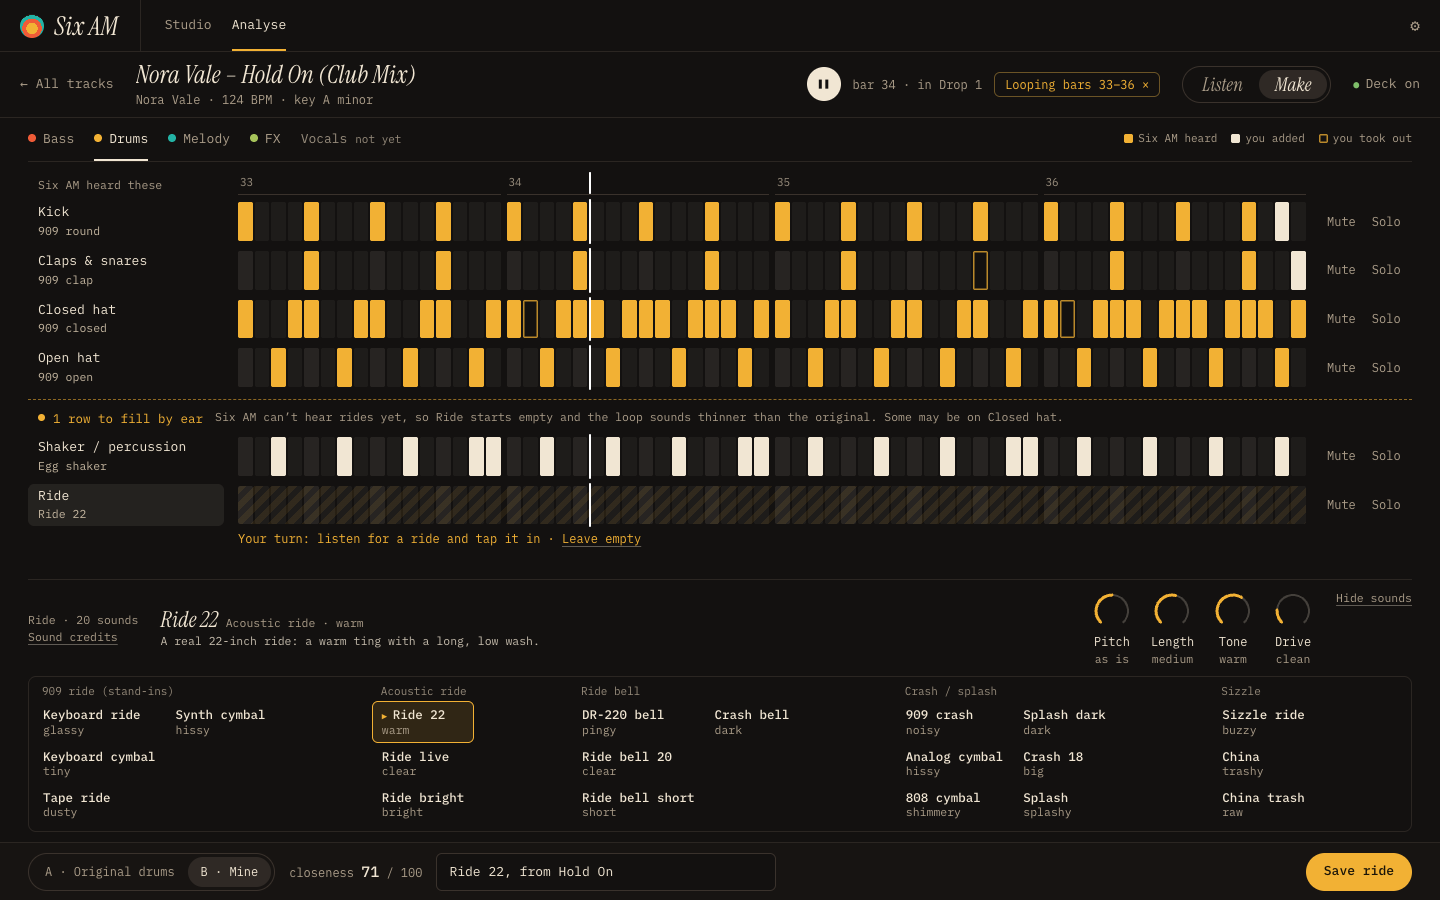 Six AM
Studio Analyse
← All tracks
Nora Vale – Hold On (Club Mix)
Nora Vale · 124 BPM · key A minor
bar 34 · in Drop 1
Looping bars 33–36 ×
Listen Make
Deck on
Bass Drums Melody FX Vocals not yet
Six AM heard you added you took out
Six AM heard these
33 34 35 36
Kick
909 round
Mute Solo
Claps & snares
909 clap
Mute Solo
Closed hat
909 closed
Mute Solo
Open hat
909 open
Mute Solo
1 row to fill by ear Six AM can’t hear rides yet, so Ride starts empty and the loop sounds thinner than the original. Some may be on Closed hat.
Shaker / percussion
Egg shaker
Mute Solo
Ride
Ride 22
Mute Solo
Your turn: listen for a ride and tap it in · Leave empty
Ride · 20 sounds
Sound credits
Ride 22 Acoustic ride · warm
A real 22-inch ride: a warm ting with a long, low wash.
Pitch Length Tone Drive
as is medium warm clean
Hide sounds
909 ride (stand-ins) Acoustic ride Ride bell Crash / splash Sizzle
Keyboard ride Synth cymbal Ride 22 DR-220 bell Crash bell 909 crash Splash dark Sizzle ride
glassy hissy warm pingy dark noisy dark buzzy
Keyboard cymbal Ride live Ride bell 20 Analog cymbal Crash 18 China
tiny clear clear hissy big trashy
Tape ride Ride bright Ride bell short 808 cymbal Splash China trash
dusty bright short shimmery splashy raw
A · Original drums B · Mine
closeness 71 / 100
Ride 22, from Hold On
Save ride